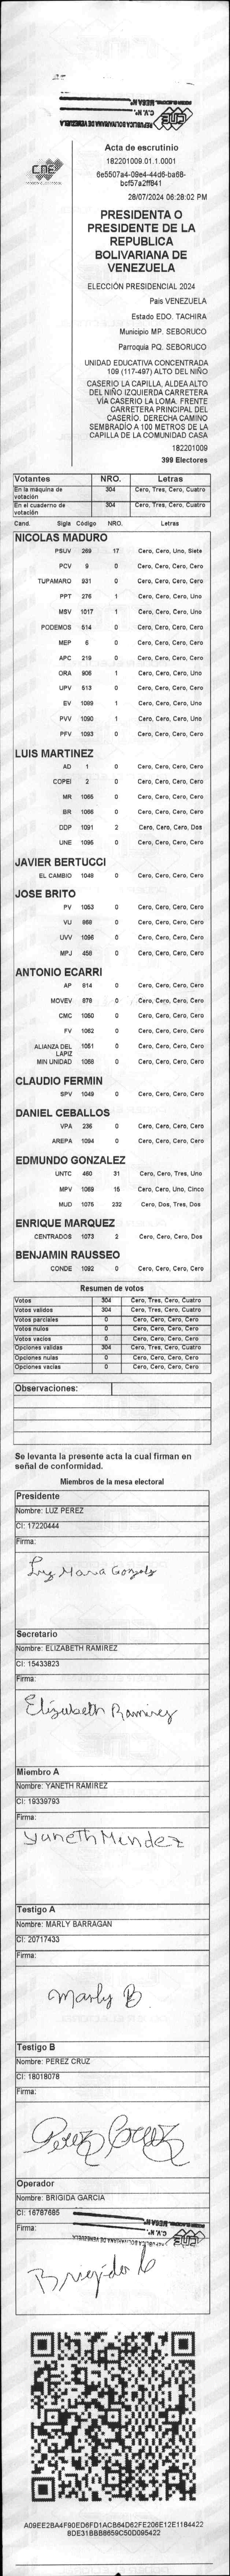 REPUBLICA BOLIVARIANA DE VENEZUELA
CNE
Acta de escrutinio
182201009.01.1.0001
6e5507a4-09e4-44d6-ba68-
bcf57a2ff841
28/07/2024 06:28:02 PM
PRESIDENTA O
PRESIDENTE DE LA
REPUBLICA
BOLIVARIANA DE
VENEZUELA
ELECCIÓN PRESIDENCIAL 2024
Pais VENEZUELA
Estado EDO. TACHIRA
Municipio MP. SEBORUCO
Parroquia PQ. SEBORUCO
UNIDAD EDUCATIVA CONCENTRADA
109 (117-497) ALTO DEL NIÑO
CASERIO LA CAPILLA, ALDEA ALTO
DEL NIÑO IZQUIERDA CARRETERA
VÍA CASERIO LA LOMA. FRENTE
CARRETERA PRINCIPAL DEL
CASERÍO. DERECHA CAMINO
SEMBRADÍO A 100 METROS DE LA
CAPILLA DE LA COMUNIDAD CASA
182201009
399 Electores
Votantes NRO. Letras
En la máquina de votación 304 Cero, Tres, Cero, Cuatro
En el cuaderno de votación 304 Cero, Tres, Cero, Cuatro
Cand. Sigla Código NRO. Letras
NICOLAS MADURO
PSUV 269 17 Cero, Cero, Uno, Siete
PCV 9 0 Cero, Cero, Cero, Cero
TUPAMARO 931 0 Cero, Cero, Cero, Cero
PPT 276 1 Cero, Cero, Cero, Uno
MSV 1017 1 Cero, Cero, Cero, Uno
PODEMOS 514 0 Cero, Cero, Cero, Cero
MEP 6 0 Cero, Cero, Cero, Cero
APC 219 0 Cero, Cero, Cero, Cero
ORA 906 1 Cero, Cero, Cero, Uno
UPV 513 0 Cero, Cero, Cero, Cero
EV 1089 1 Cero, Cero, Cero, Uno
PVV 1090 1 Cero, Cero, Cero, Uno
PFV 1093 0 Cero, Cero, Cero, Cero
LUIS MARTINEZ
AD 1 0 Cero, Cero, Cero, Cero
COPEI 2 0 Cero, Cero, Cero, Cero
MR 1065 0 Cero, Cero, Cero, Cero
BR 1066 0 Cero, Cero, Cero, Cero
DDP 1091 2 Cero, Cero, Cero, Dos
UNE 1095 0 Cero, Cero, Cero, Cero
JAVIER BERTUCCI
EL CAMBIO 1048 0 Cero, Cero, Cero, Cero
JOSE BRITO
PV 1053 0 Cero, Cero, Cero, Cero
VU 868 0 Cero, Cero, Cero, Cero
UVV 1096 0 Cero, Cero, Cero, Cero
MPJ 458 0 Cero, Cero, Cero, Cero
ANTONIO ECARRI
AP 814 0 Cero, Cero, Cero, Cero
MOVEV 879 0 Cero, Cero, Cero, Cero
CMC 1050 0 Cero, Cero, Cero, Cero
FV 1062 0 Cero, Cero, Cero, Cero
ALIANZA DEL LAPIZ 1051 0 Cero, Cero, Cero, Cero
MIN UNIDAD 1058 0 Cero, Cero, Cero, Cero
CLAUDIO FERMIN
SPV 1049 0 Cero, Cero, Cero, Cero
DANIEL CEBALLOS
VPA 236 0 Cero, Cero, Cero, Cero
AREPA 1094 0 Cero, Cero, Cero, Cero
EDMUNDO GONZALEZ
UNTC 460 31 Cero, Cero, Tres, Uno
MPV 1069 15 Cero, Cero, Uno, Cinco
MUD 1075 232 Cero, Dos, Tres, Dos
ENRIQUE MARQUEZ
CENTRADOS 1073 2 Cero, Cero, Cero, Dos
BENJAMIN RAUSSEO
CONDE 1092 0 Cero, Cero, Cero, Cero
Resumen de votos
Votos 304 Cero, Tres, Cero, Cuatro
Votos validos 304 Cero, Tres, Cero, Cuatro
Votos parciales 0 Cero, Cero, Cero, Cero
Votos nulos 0 Cero, Cero, Cero, Cero
Votos vacios 0 Cero, Cero, Cero, Cero
Opciones validas 304 Cero, Tres, Cero, Cuatro
Opciones nulas 0 Cero, Cero, Cero, Cero
Opciones vacias 0 Cero, Cero, Cero, Cero
Observaciones:
Se levanta la presente acta la cual firman en
señal de conformidad.
Miembros de la mesa electoral
Presidente
Nombre: LUZ PEREZ
CI: 17220444
Firma:
Luz Maria Gonzalz
Secretario
Nombre: ELIZABETH RAMIREZ
CI: 15433823
Firma:
Elizabeth Ramirez
Miembro A
Nombre: YANETH RAMIREZ
CI: 19339793
Firma:
Yaneth Mendez
Testigo A
Nombre: MARLY BARRAGAN
CI: 20717433
Firma:
Marly B
Testigo B
Nombre: PEREZ CRUZ
CI: 18018078
Firma:
Perez Cruz
Operador
Nombre: BRIGIDA GARCIA
CI: 16787685
Firma:
REPUBLICA BOLIVARIANA DE VENEZUELA
CNE
A09EE2BA4F90ED6FD1ACB64D62FE206E12E1184422
8DE31BBB8659C50D095422